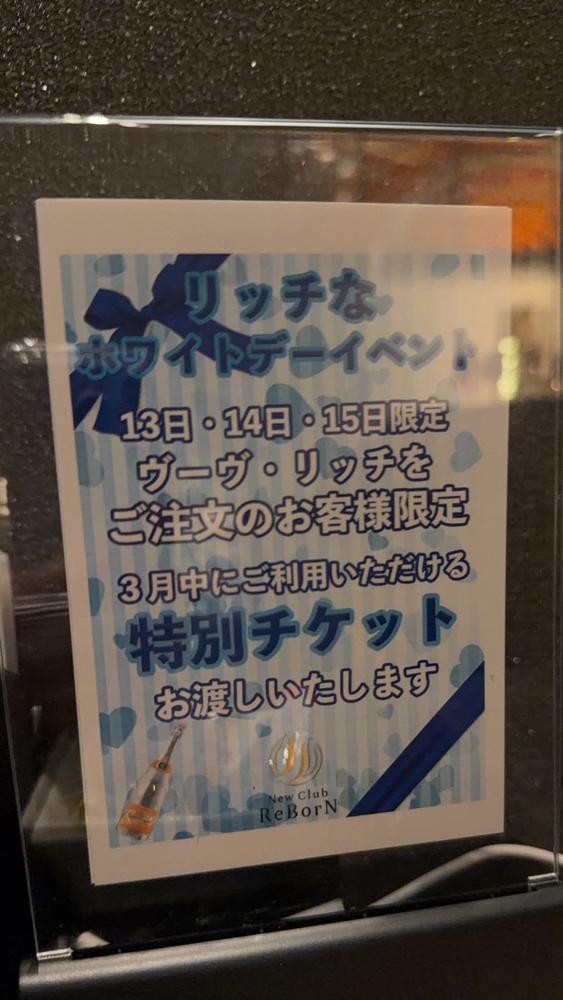 リッチな
ホワイトデーイベント
13日・14日・15日限定
ヴーヴ・リッチを
ご注文のお客様限定
３月中にご利用いただける
特別チケット
お渡しいたします
New Club
ReBorN